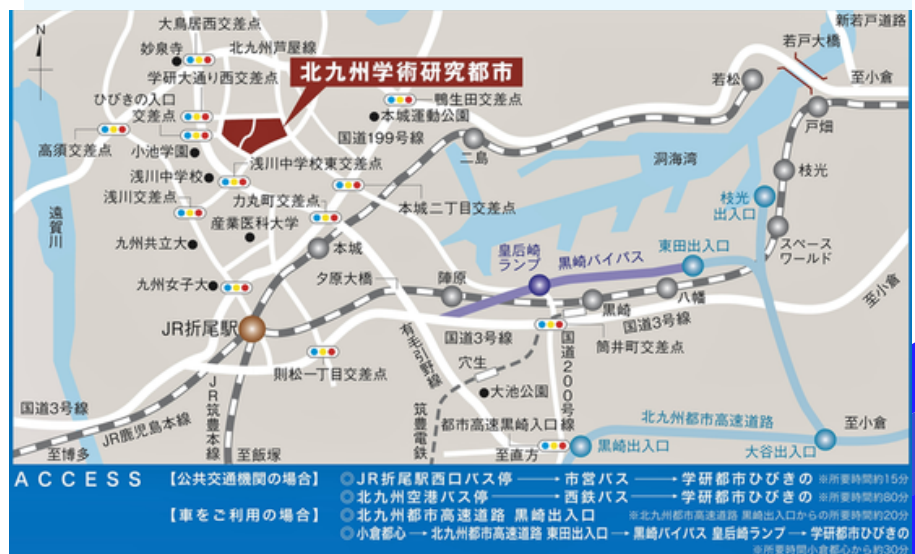 N
大鳥居西交差点
新若戸道路
妙泉寺
北九州芦屋線
若戸大橋
学研大通り西交差点
北九州学術研究都市
若松
至小倉
ひびきの入口
交差点
鴨生田交差点
本城運動公園
戸畑
高須交差点
小池学園
国道199号線
二島
洞海湾
浅川中学校東交差点
枝光
浅川中学校
浅川交差点
力丸町交差点
本城二丁目交差点
枝光
出入口
遠賀川
産業医科大学
皇后崎
ランプ
黒崎バイパス
東田出入口
スペース
ワールド
九州共立大
本城
夕原大橋
陣原
九州女子大
黒崎
八幡
至小倉
JR折尾駅
国道3号線
国道3号線
有毛引野線
国道200号線
筒井町交差点
則松一丁目交差点
穴生
大池公園
国道3号線
JR鹿児島本線
JR筑豊本線
筑豊電鉄
都市高速黒崎入口
北九州都市高速道路
至小倉
至博多
至飯塚
至直方
黒崎出入口
大谷出入口
ACCESS 【公共交通機関の場合】 ◎JR折尾駅西口バス停 → 市営バス → 学研都市ひびきの ※所要時間約15分
◎北九州空港バス停 → 西鉄バス → 学研都市ひびきの ※所要時間約80分
【車をご利用の場合】 ◎北九州都市高速道路 黒崎出入口 ※北九州都市高速道路 黒崎出入口からの所要時間約20分
◎小倉都心 → 北九州都市高速道路 東田出入口 → 黒崎バイパス 皇后崎ランプ → 学研都市ひびきの
※所要時間小倉都心から約30分